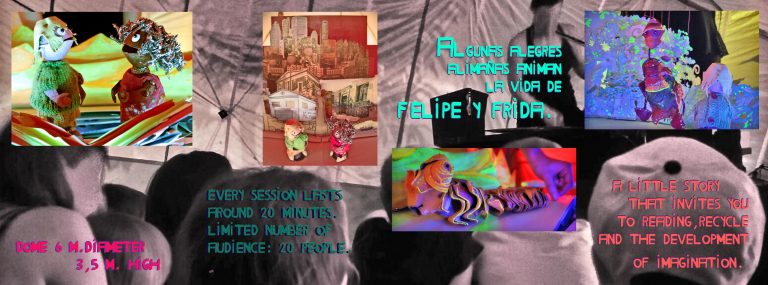 Algunas alegres
alimañas animan
la vida de
Felipe y Frida.
Every session lasts
around 20 minutes.
Limited number of
audience: 20 people.
Dome 6 m.diameter
3,5 m. high
A little story
that invites you
to reading,recycle
and the development
of imagination.